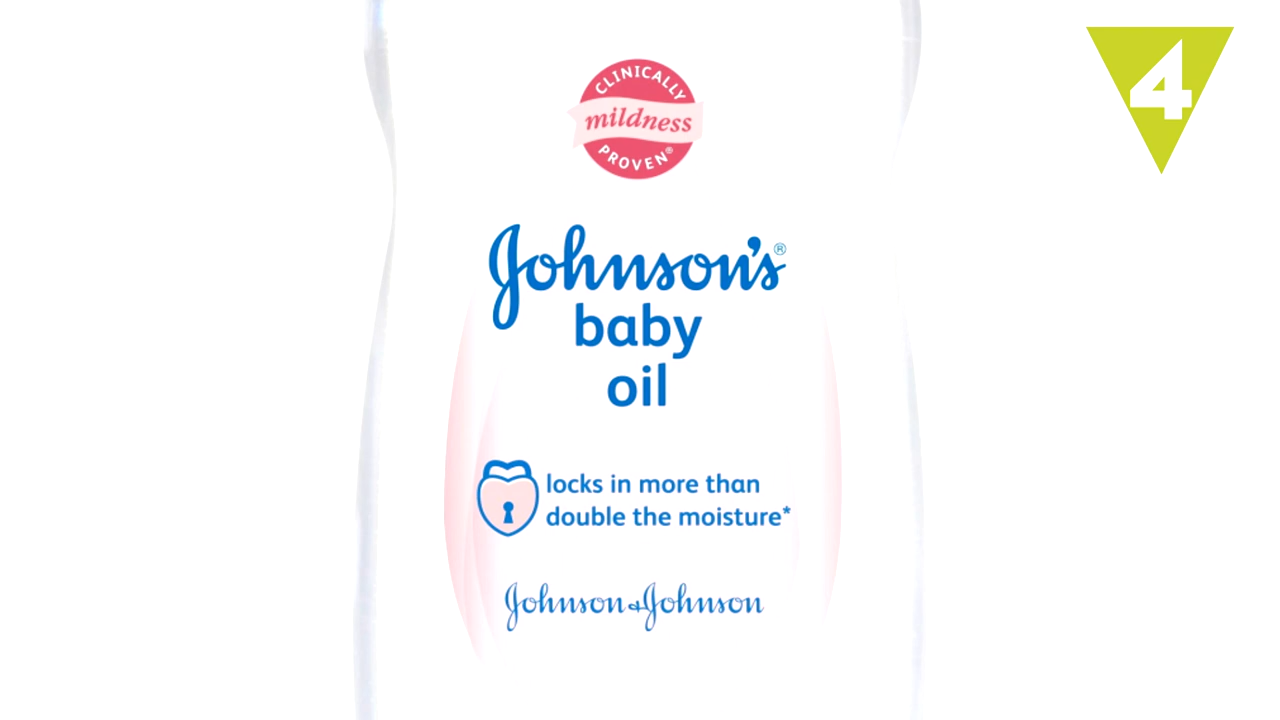 4
CLINICALLY
mildness
PROVEN®
Johnson's®
baby
oil
locks in more than
double the moisture*
Johnson & Johnson